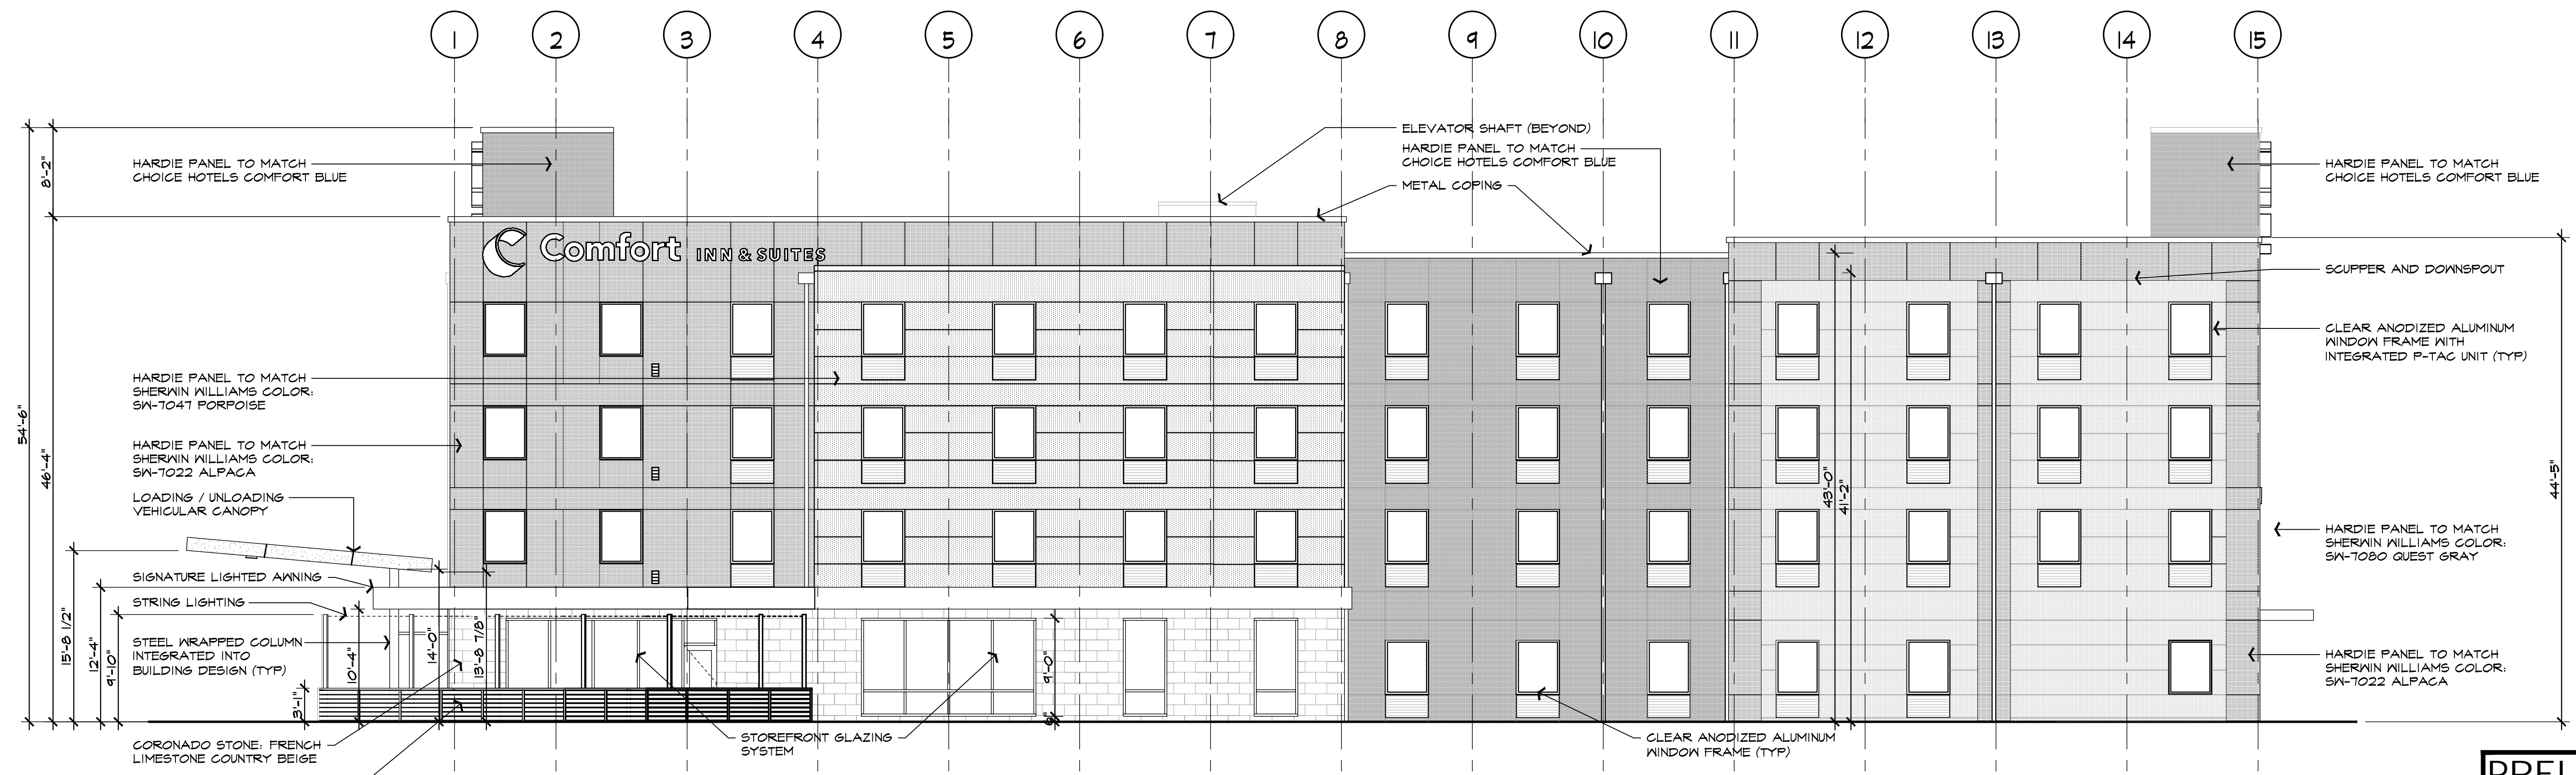 1 2 3 4 5 6 7 8 9 10 11 12 13 14 15
ELEVATOR SHAFT (BEYOND)
HARDIE PANEL TO MATCH
CHOICE HOTELS COMFORT BLUE
METAL COPING
HARDIE PANEL TO MATCH
CHOICE HOTELS COMFORT BLUE
HARDIE PANEL TO MATCH
CHOICE HOTELS COMFORT BLUE
8'-2"
54'-6"
46'-4"
Comfort INN & SUITES
SCUPPER AND DOWNSPOUT
CLEAR ANODIZED ALUMINUM
WINDOW FRAME WITH
INTEGRATED P-TAC UNIT (TYP)
HARDIE PANEL TO MATCH
SHERWIN WILLIAMS COLOR:
SW-7047 PORPOISE
HARDIE PANEL TO MATCH
SHERWIN WILLIAMS COLOR:
SW-7022 ALPACA
LOADING / UNLOADING
VEHICULAR CANOPY
43'-0"
41'-2"
44'-5"
HARDIE PANEL TO MATCH
SHERWIN WILLIAMS COLOR:
SW-7080 QUEST GRAY
SIGNATURE LIGHTED AWNING
STRING LIGHTING
STEEL WRAPPED COLUMN
INTEGRATED INTO
BUILDING DESIGN (TYP)
15'-8 1/2"
12'-4"
9'-10"
3'-1"
10'-4"
14'-0"
13'-8 7/8"
9'-0"
HARDIE PANEL TO MATCH
SHERWIN WILLIAMS COLOR:
SW-7022 ALPACA
CORONADO STONE: FRENCH
LIMESTONE COUNTRY BEIGE
STOREFRONT GLAZING
SYSTEM
CLEAR ANODIZED ALUMINUM
WINDOW FRAME (TYP)